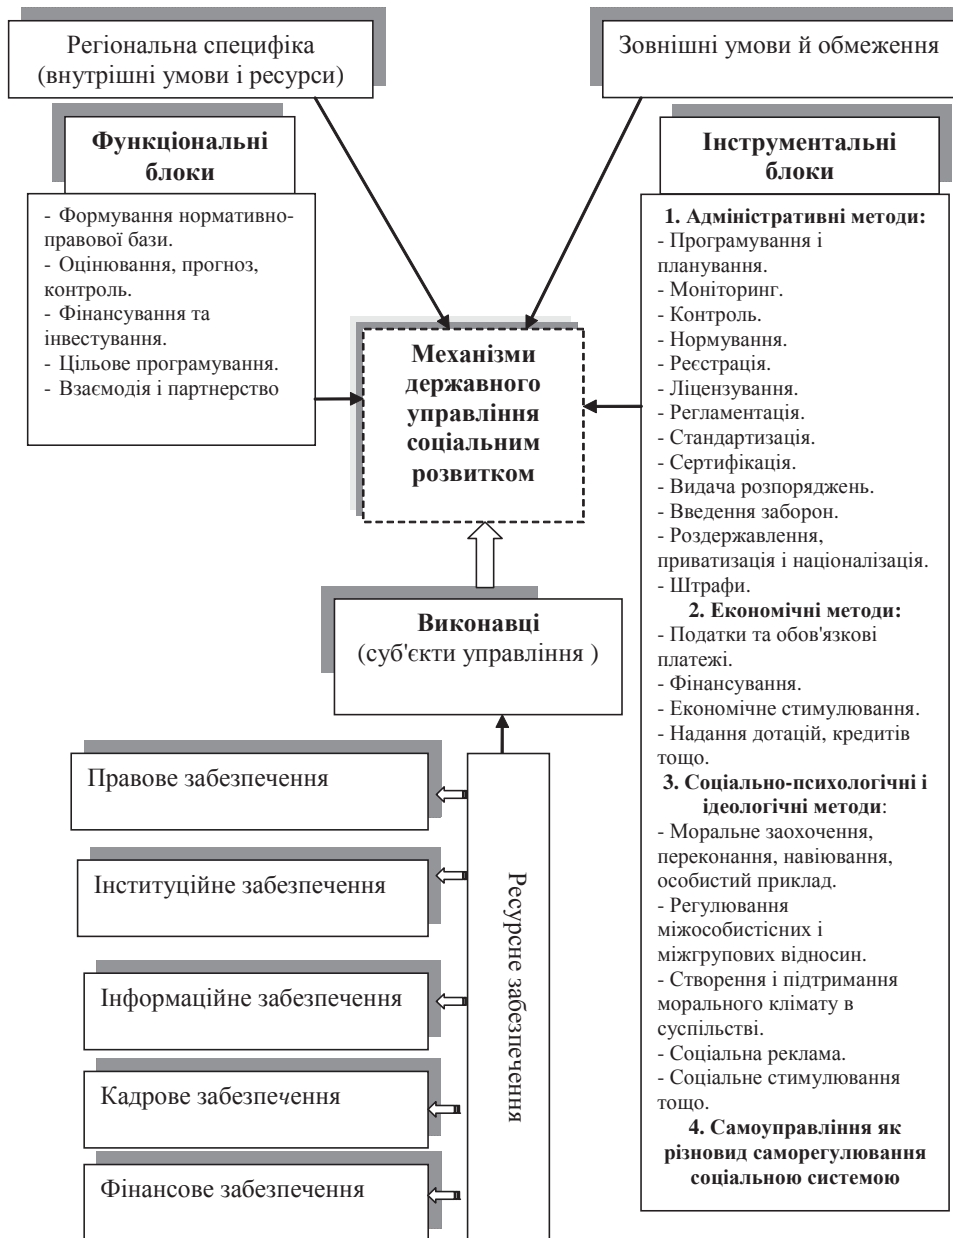 Регіональна специфіка
(внутрішні умови і ресурси)
Зовнішні умови й обмеження
Функціональні
блоки
- Формування нормативно-
правової бази.
- Оцінювання, прогноз,
контроль.
- Фінансування та
інвестування.
- Цільове програмування.
- Взаємодія і партнерство
Інструментальні
блоки
1. Адміністративні методи:
- Програмування і
планування.
- Моніторинг.
- Контроль.
- Нормування.
- Реєстрація.
- Ліцензування.
- Регламентація.
- Стандартизація.
- Сертифікація.
- Видача розпоряджень.
- Введення заборон.
- Роздержавлення,
приватизація і націоналізація.
- Штрафи.
2. Економічні методи:
- Податки та обов'язкові
платежі.
- Фінансування.
- Економічне стимулювання.
- Надання дотацій, кредитів
тощо.
3. Соціально-психологічні і
ідеологічні методи:
- Моральне заохочення,
переконання, навіювання,
особистий приклад.
- Регулювання
міжособистісних і
міжгрупових відносин.
- Створення і підтримання
морального клімату в
суспільстві.
- Соціальна реклама.
- Соціальне стимулювання
тощо.
4. Самоуправління як
різновид саморегулювання
соціальною системою
Механізми
державного
управління
соціальним
розвитком
Виконавці
(суб'єкти управління )
Ресурсне забезпечення
Правове забезпечення
Інституційне забезпечення
Інформаційне забезпечення
Кадрове забезпечення
Фінансове забезпечення